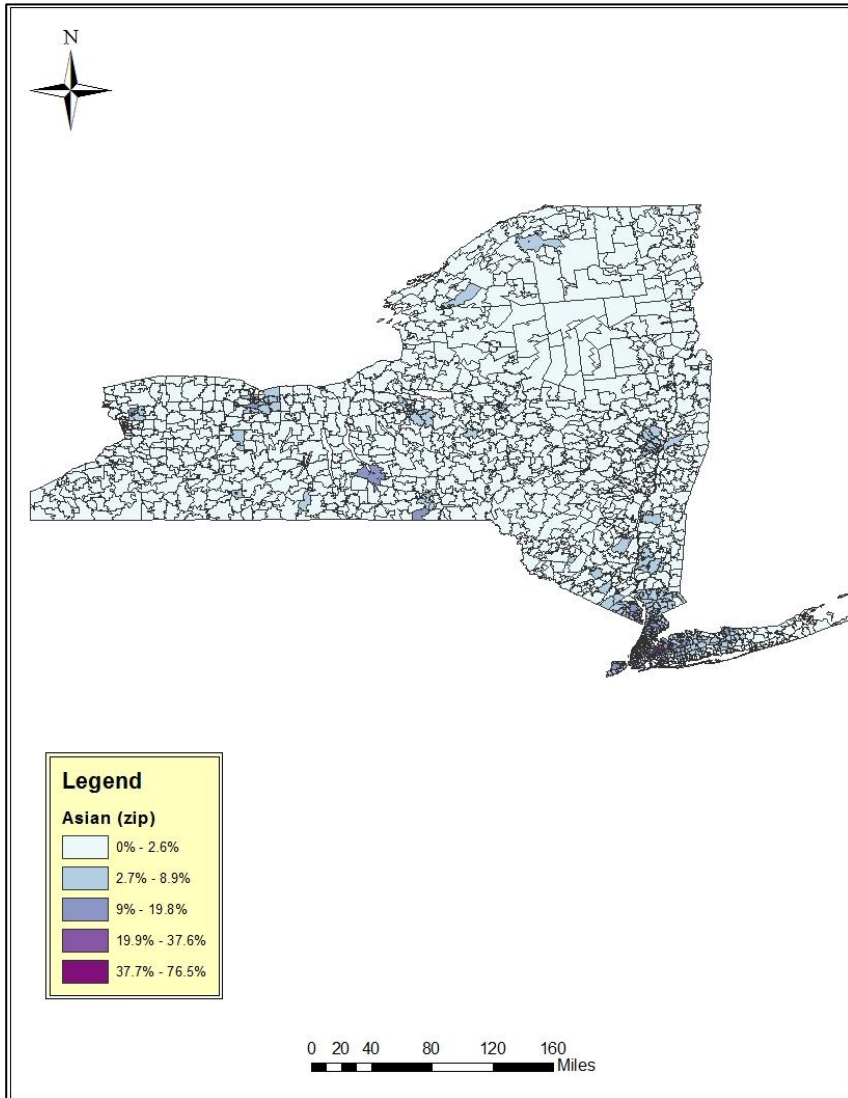 N
Legend
Asian (zip)
0% - 2.6%
2.7% - 8.9%
9% - 19.8%
19.9% - 37.6%
37.7% - 76.5%
0 20 40 80 120 160
Miles